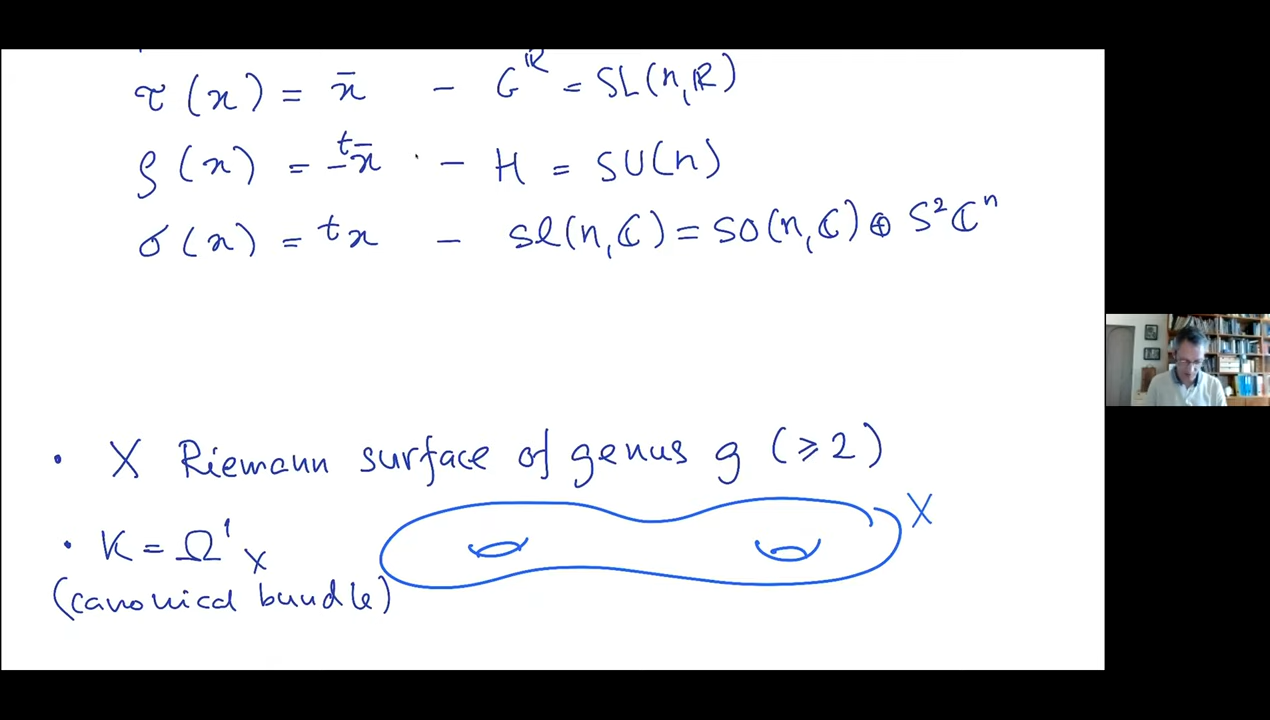 τ(x) = x̄ - G^ℝ = SL(n,ℝ)
ρ(x) = -ᵗx̄ - H = SU(n)
σ(x) = ᵗx - sl(n,ℂ) = SO(n,ℂ) ⊕ S²ℂⁿ
• X Riemann surface of genus g (≥2)
X
• K = Ω¹_X
(canonical bundle)